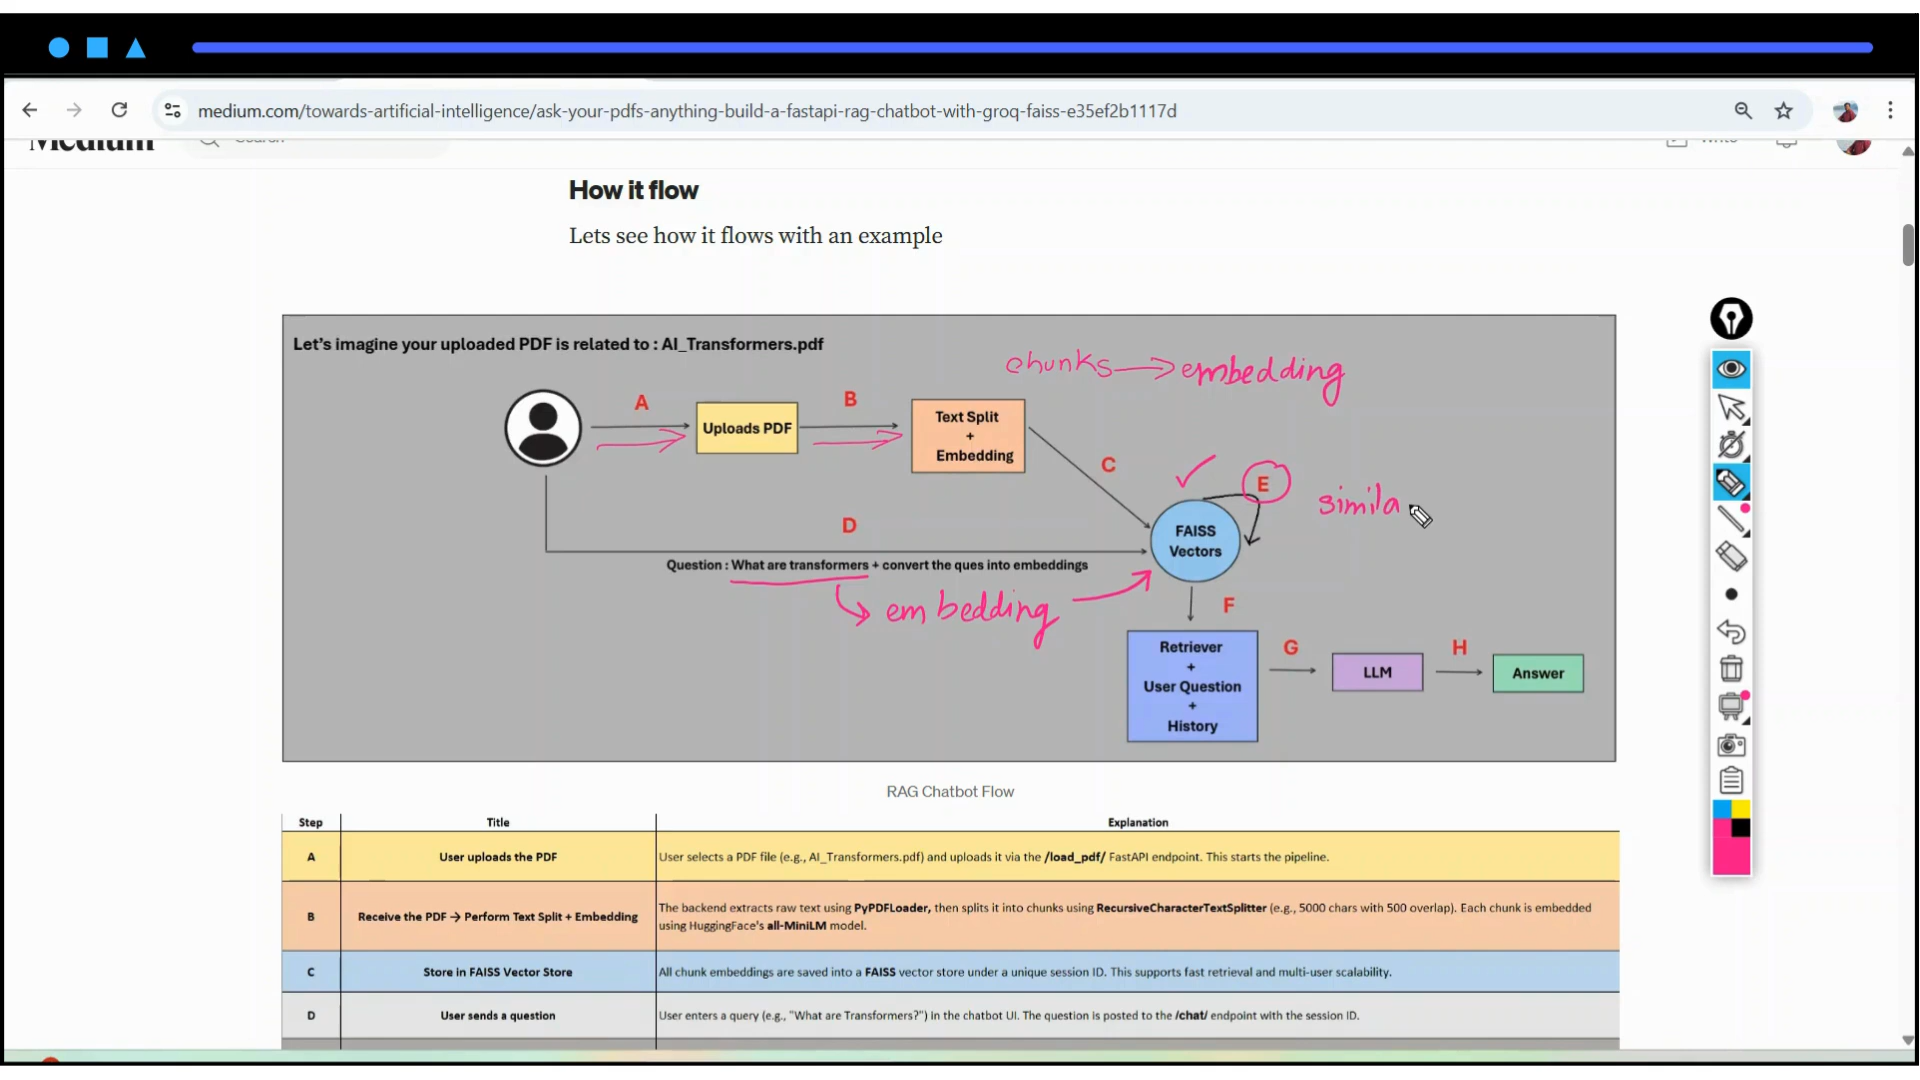 medium.com/towards-artificial-intelligence/ask-your-pdfs-anything-build-a-fastapi-rag-chatbot-with-groq-faiss-e35ef2b1117d
Medium
Search
Write
How it flow
Lets see how it flows with an example
Let's imagine your uploaded PDF is related to : AI_Transformers.pdf
chunks → embedding
A
Uploads PDF
B
Text Split
+
Embedding
C
E
simila
FAISS
Vectors
D
Question : What are transformers + convert the ques into embeddings
embedding
F
Retriever
+
User Question
+
History
G
LLM
H
Answer
RAG Chatbot Flow
Step Title Explanation
A User uploads the PDF User selects a PDF file (e.g., AI_Transformers.pdf) and uploads it via the /load_pdf/ FastAPI endpoint. This starts the pipeline.
B Receive the PDF → Perform Text Split + Embedding The backend extracts raw text using PyPDFLoader, then splits it into chunks using RecursiveCharacterTextSplitter (e.g., 5000 chars with 500 overlap). Each chunk is embedded
using HuggingFace's all-MiniLM model.
C Store in FAISS Vector Store All chunk embeddings are saved into a FAISS vector store under a unique session ID. This supports fast retrieval and multi-user scalability.
D User sends a question User enters a query (e.g., "What are Transformers?") in the chatbot UI. The question is posted to the /chat/ endpoint with the session ID.